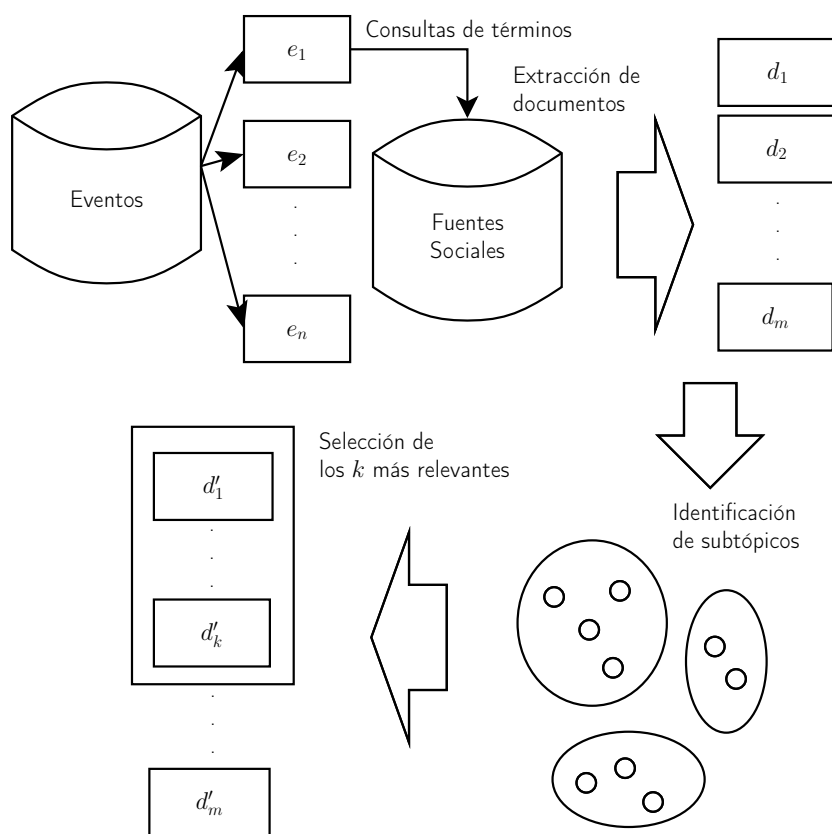 e₁
Consultas de términos
Extracción de
documentos
d₁
e₂
d₂
Eventos
Fuentes
Sociales
eₙ
dₘ
Selección de
los k más relevantes
d′₁
Identificación
de subtópicos
d′ₖ
d′ₘ